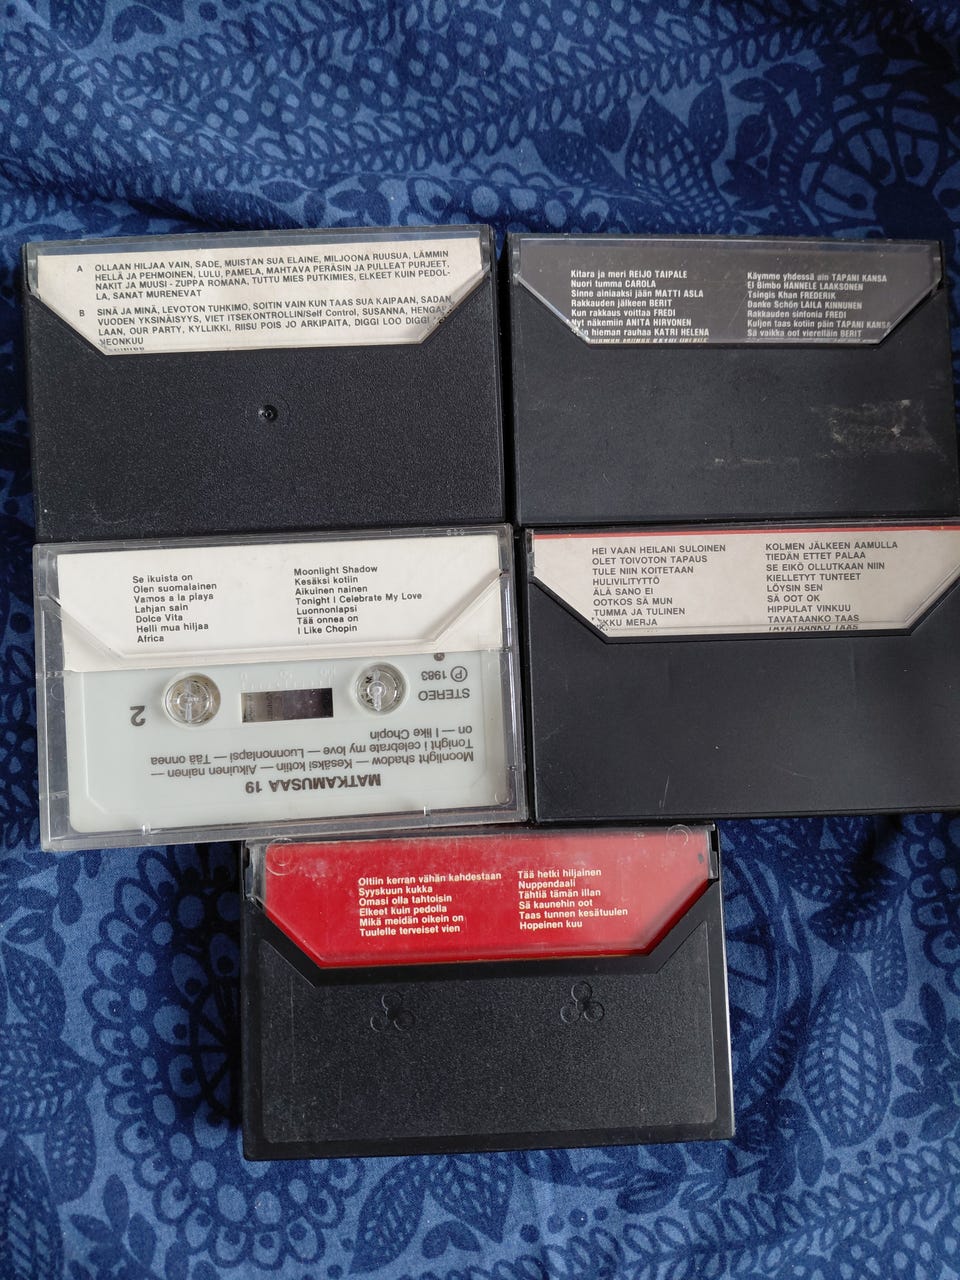 A OLLAAN HILJAA VAIN, SADE, MUISTAN SUA ELAINE, MILJOONA RUUSUA, LÄMMIN
HELLÄ JA PEHMOINEN, LULU, PAMELA, MAHTAVA PERÄSIN JA PULLEAT PURJEET,
NAKIT JA MUUSI - ZUPPA ROMANA, TUTTU MIES PUTKIMIES, ELKEET KUIN PEDOL-
LA, SANAT MURENEVAT
B SINÄ JA MINÄ, LEVOTON TUHKIMO, SOITIN VAIN KUN TAAS SUA KAIPAAN, SADAN
VUODEN YKSINÄISYYS, VIET ITSEKONTROLLIN/Self Control, SUSANNA,
LAAN, OUR PARTY, KYLLIKKI, RIISU POIS JO ARKIPAITA, DIGGI LOO DIGGI
NEONKUU
Kitara ja meri REIJO TAIPALE
Nuori tumma CAROLA
Sinne ainiaaksi jään MATTI ASLA
Rakkauden jälkeen BERIT
Kun rakkaus voittaa FREDI
Nyt näkemiin ANITA HIRVONEN
hieman rauhaa KATRI HELENA
Käymme yhdessä ain TAPANI KANSA
El Bimbo HANNELE LAAKSONEN
Tsingis Khan FREDERIK
Danke Schön LAILA KINNUNEN
Rakkauden sinfonia FREDI
Kuljen taas kotiin päin TAPANI KANSA
Sä vaikka oot vierelläin BERIT
Se ikuista on
Olen suomalainen
Vamos a la playa
Lahjan sain
Dolce Vita
Helli mua hiljaa
Africa
Moonlight Shadow
Kesäksi kotiin
Aikuinen nainen
Tonight I Celebrate My Love
Luonnonlapsi
Tää onnea on
I Like Chopin
MATKAMUSAA 19
Moonlight shadow — Kesäksi kotiin — Aikuinen nainen —
Tonight i celebrate my love — Luonnonlapsi — Tää onnea
on — I like Chopin
2
STEREO
Ⓟ 1983
HEI VAAN HEILANI SULOINEN
OLET TOIVOTON TAPAUS
TULE NIIN KOITETAAN
HULIVILITYTTÖ
ÄLÄ SANO EI
OOTKOS SÄ MUN
TUMMA JA TULINEN
MERJA
KOLMEN JÄLKEEN AAMULLA
TIEDÄN ETTET PALAA
SE EIKÖ OLLUTKAAN NIIN
KIELLETYT TUNTEET
LÖYSIN SEN
SÄ OOT OK
HIPPULAT VINKUU
TAVATAANKO TAAS
Oltiin kerran vähän kahdestaan
Syyskuun kukka
Omasi olla tahtoisin
Elkeet kuin pedolla
Mikä meidän oikein on
Tuulelle terveiset vien
Tää hetki hiljainen
Nuppendaali
Tähtiä tämän illan
Sä kaunehin oot
Taas tunnen kesätuulen
Hopeinen kuu